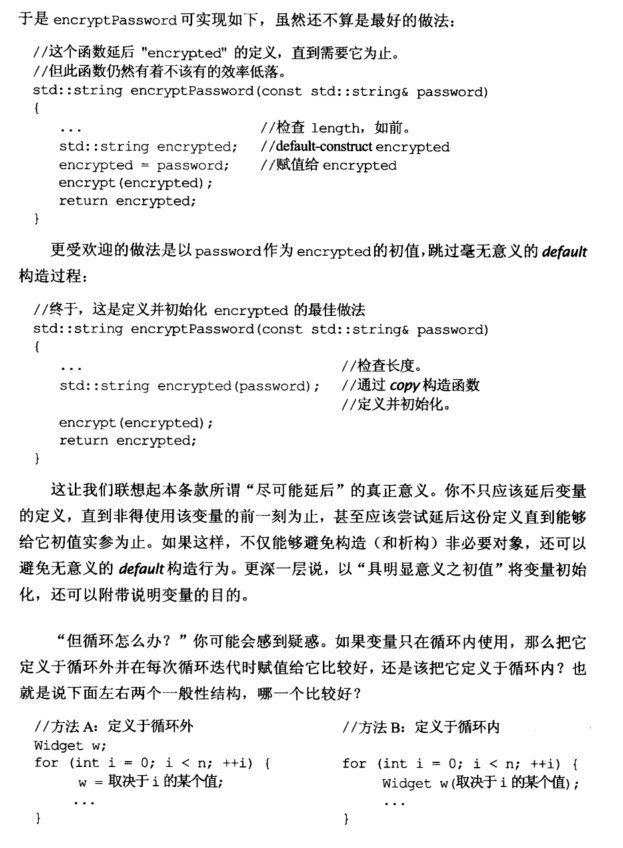 于是 encryptPassword 可实现如下，虽然还不算是最好的做法：
//这个函数延后 "encrypted" 的定义，直到需要它为止。
//但此函数仍然有着不该有的效率低落。
std::string encryptPassword(const std::string& password)
{
... //检查 length，如前。
std::string encrypted; //default-construct encrypted
encrypted = password; //赋值给 encrypted
encrypt(encrypted);
return encrypted;
}
更受欢迎的做法是以 password 作为 encrypted 的初值，跳过毫无意义的 default
构造过程：
//终于，这是定义并初始化 encrypted 的最佳做法
std::string encryptPassword(const std::string& password)
{
... //检查长度。
std::string encrypted(password); //通过 copy 构造函数
//定义并初始化。
encrypt(encrypted);
return encrypted;
}
这让我们联想起本条款所谓“尽可能延后”的真正意义。你不只应该延后变量
的定义，直到非得使用该变量的前一刻为止，甚至应该尝试延后这份定义直到能够
给它初值实参为止。如果这样，不仅能够避免构造（和析构）非必要对象，还可以
避免无意义的 default 构造行为。更深一层说，以“具明显意义之初值”将变量初始
化，还可以附带说明变量的目的。
“但循环怎么办？”你可能会感到疑惑。如果变量只在循环内使用，那么把它
定义于循环外并在每次循环迭代时赋值给它比较好，还是该把它定义于循环内？也
就是说下面左右两个一般性结构，哪一个比较好？
//方法 A：定义于循环外 //方法 B：定义于循环内
Widget w;
for (int i = 0; i < n; ++i) { for (int i = 0; i < n; ++i) {
w = 取决于 i 的某个值; Widget w(取决于 i 的某个值);
... ...
} }